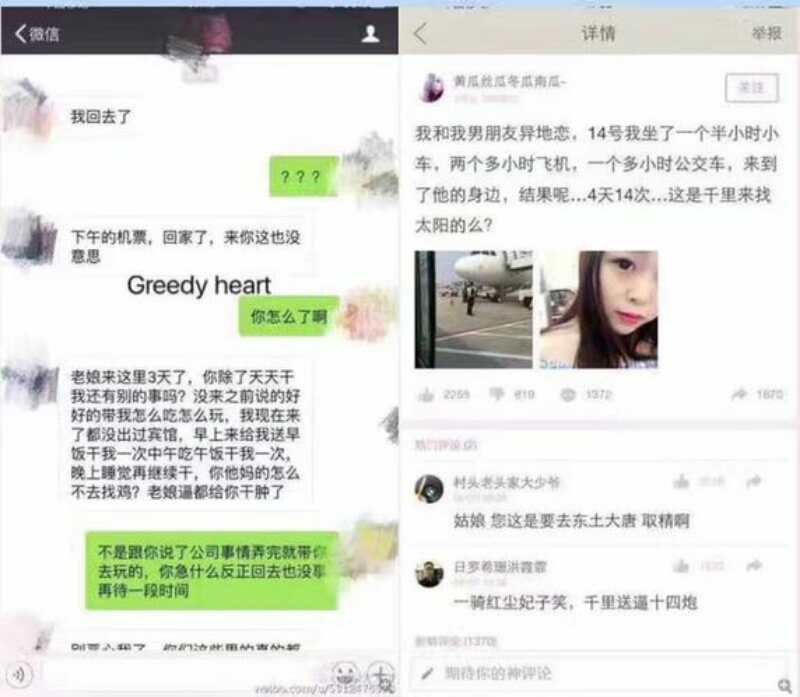 微信
我回去了
？？？
下午的机票，回家了，来你这也没
意思
Greedy heart
你怎么了啊
老娘来这里3天了，你除了天天干
我还有别的事吗？没来之前说的好
好的带我怎么吃怎么玩，我现在来
了都没出过宾馆，早上来给我送早
饭干我一次中午吃午饭干我一次，
晚上睡觉再继续干，你他妈的怎么
不去找鸡？老娘逼都给你干肿了
不是跟你说了公司事情弄完就带你
去玩的，你急什么反正回去也没事
再待一段时间
详情
举报
黄瓜丝瓜冬瓜南瓜-
关注
我和我男朋友异地恋，14号我坐了一个半小时小
车，两个多小时飞机，一个多小时公交车，来到
了他的身边，结果呢...4天14次...这是千里来找
太阳的么？
2255
619
1372
1670
热门评论 (2)
村头老头家大少爷
姑娘 您这是要去东土大唐 取精啊
日罗希珊洪霞霏
一骑红尘妃子笑，千里送逼十四炮
新鲜评论 (1370)
期待你的神评论